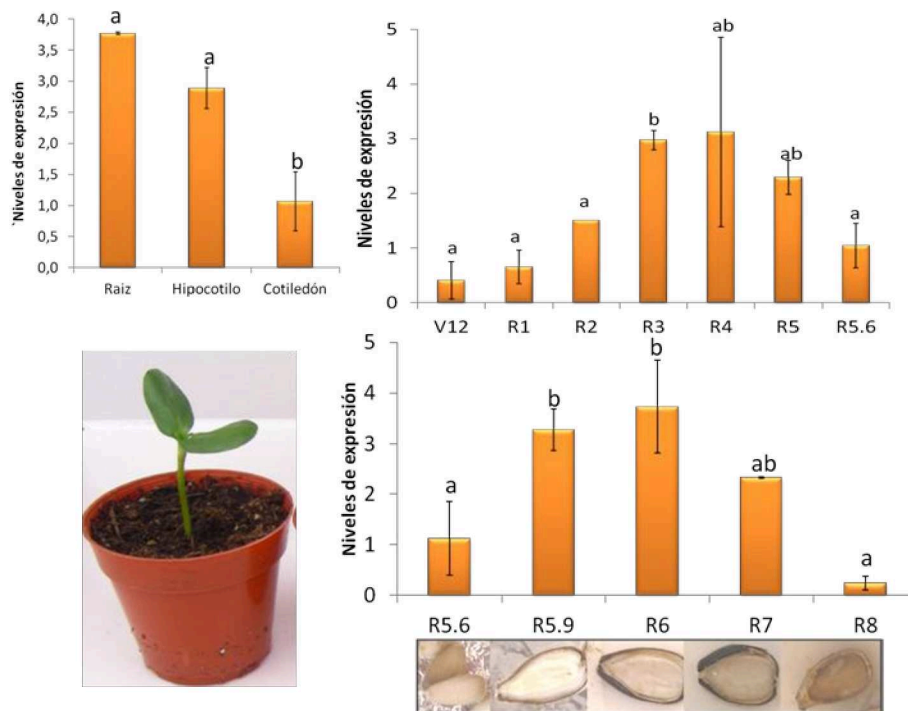 `Niveles de expresión
4,0
3,5
3,0
2,5
2,0
1,5
1,0
0,5
0,0
a
a
b
Raiz Hipocotilo Cotiledón
Niveles de expresión
5
4
3
2
1
0
a
a
a
b
ab
ab
a
V12 R1 R2 R3 R4 R5 R5.6
Niveles de expresión
5
4
3
2
1
0
a
b
b
ab
a
R5.6 R5.9 R6 R7 R8